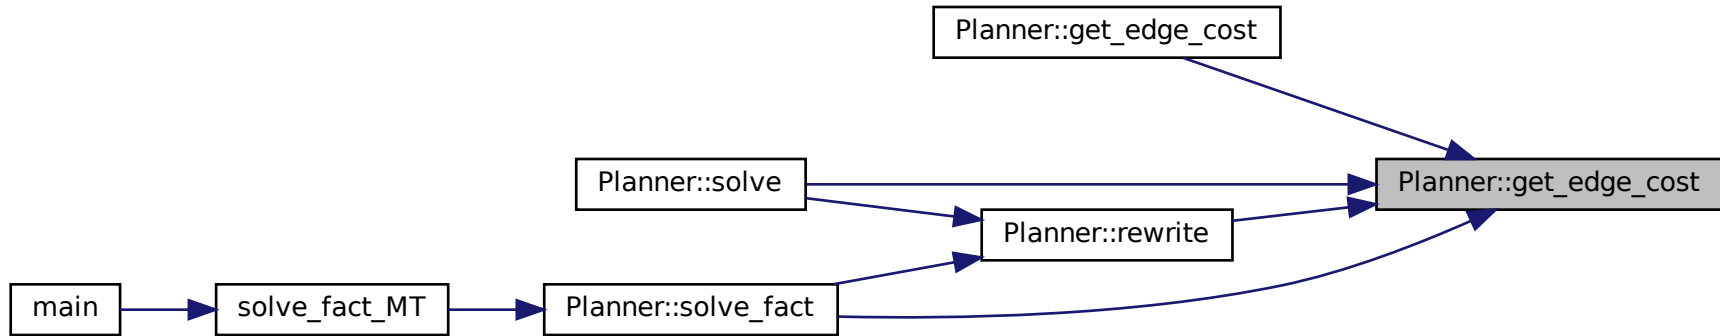 Planner::get_edge_cost
Planner::solve
Planner::get_edge_cost
Planner::rewrite
main
solve_fact_MT
Planner::solve_fact